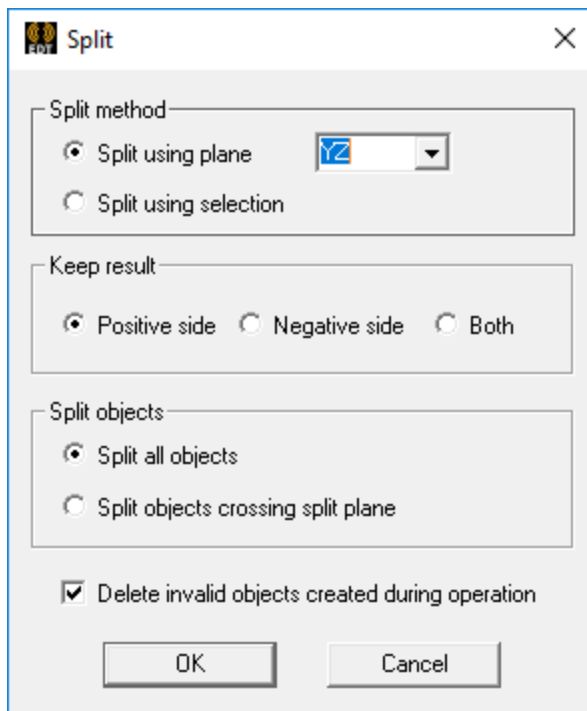 EDT Split
Split method
Split using plane YZ
Split using selection
Keep result
Positive side Negative side Both
Split objects
Split all objects
Split objects crossing split plane
Delete invalid objects created during operation
OK Cancel